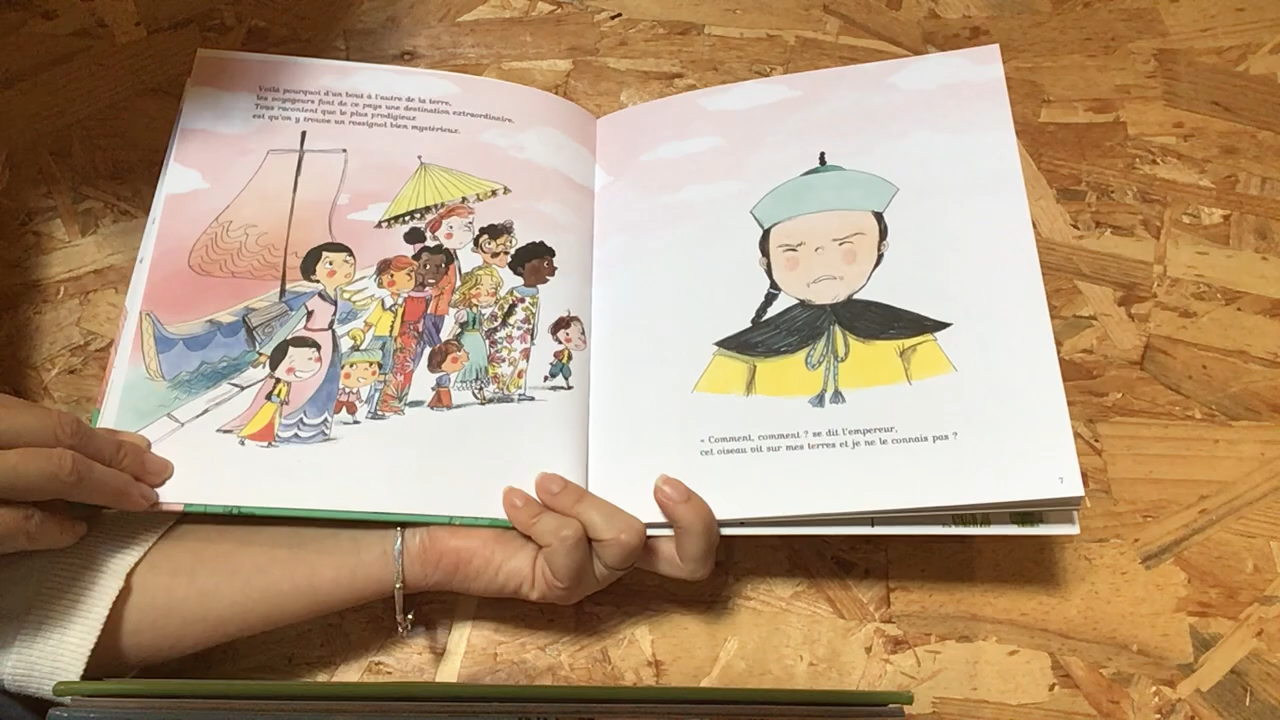 Voilà pourquoi d'un bout à l'autre de la terre,
les voyageurs font de ce pays une destination extraordinaire.
Tous racontent que le plus prodigieux
est qu'on y trouve un rossignol bien mystérieux.
« Comment, comment ? se dit l'empereur,
cet oiseau vit sur mes terres et je ne le connais pas ?
7